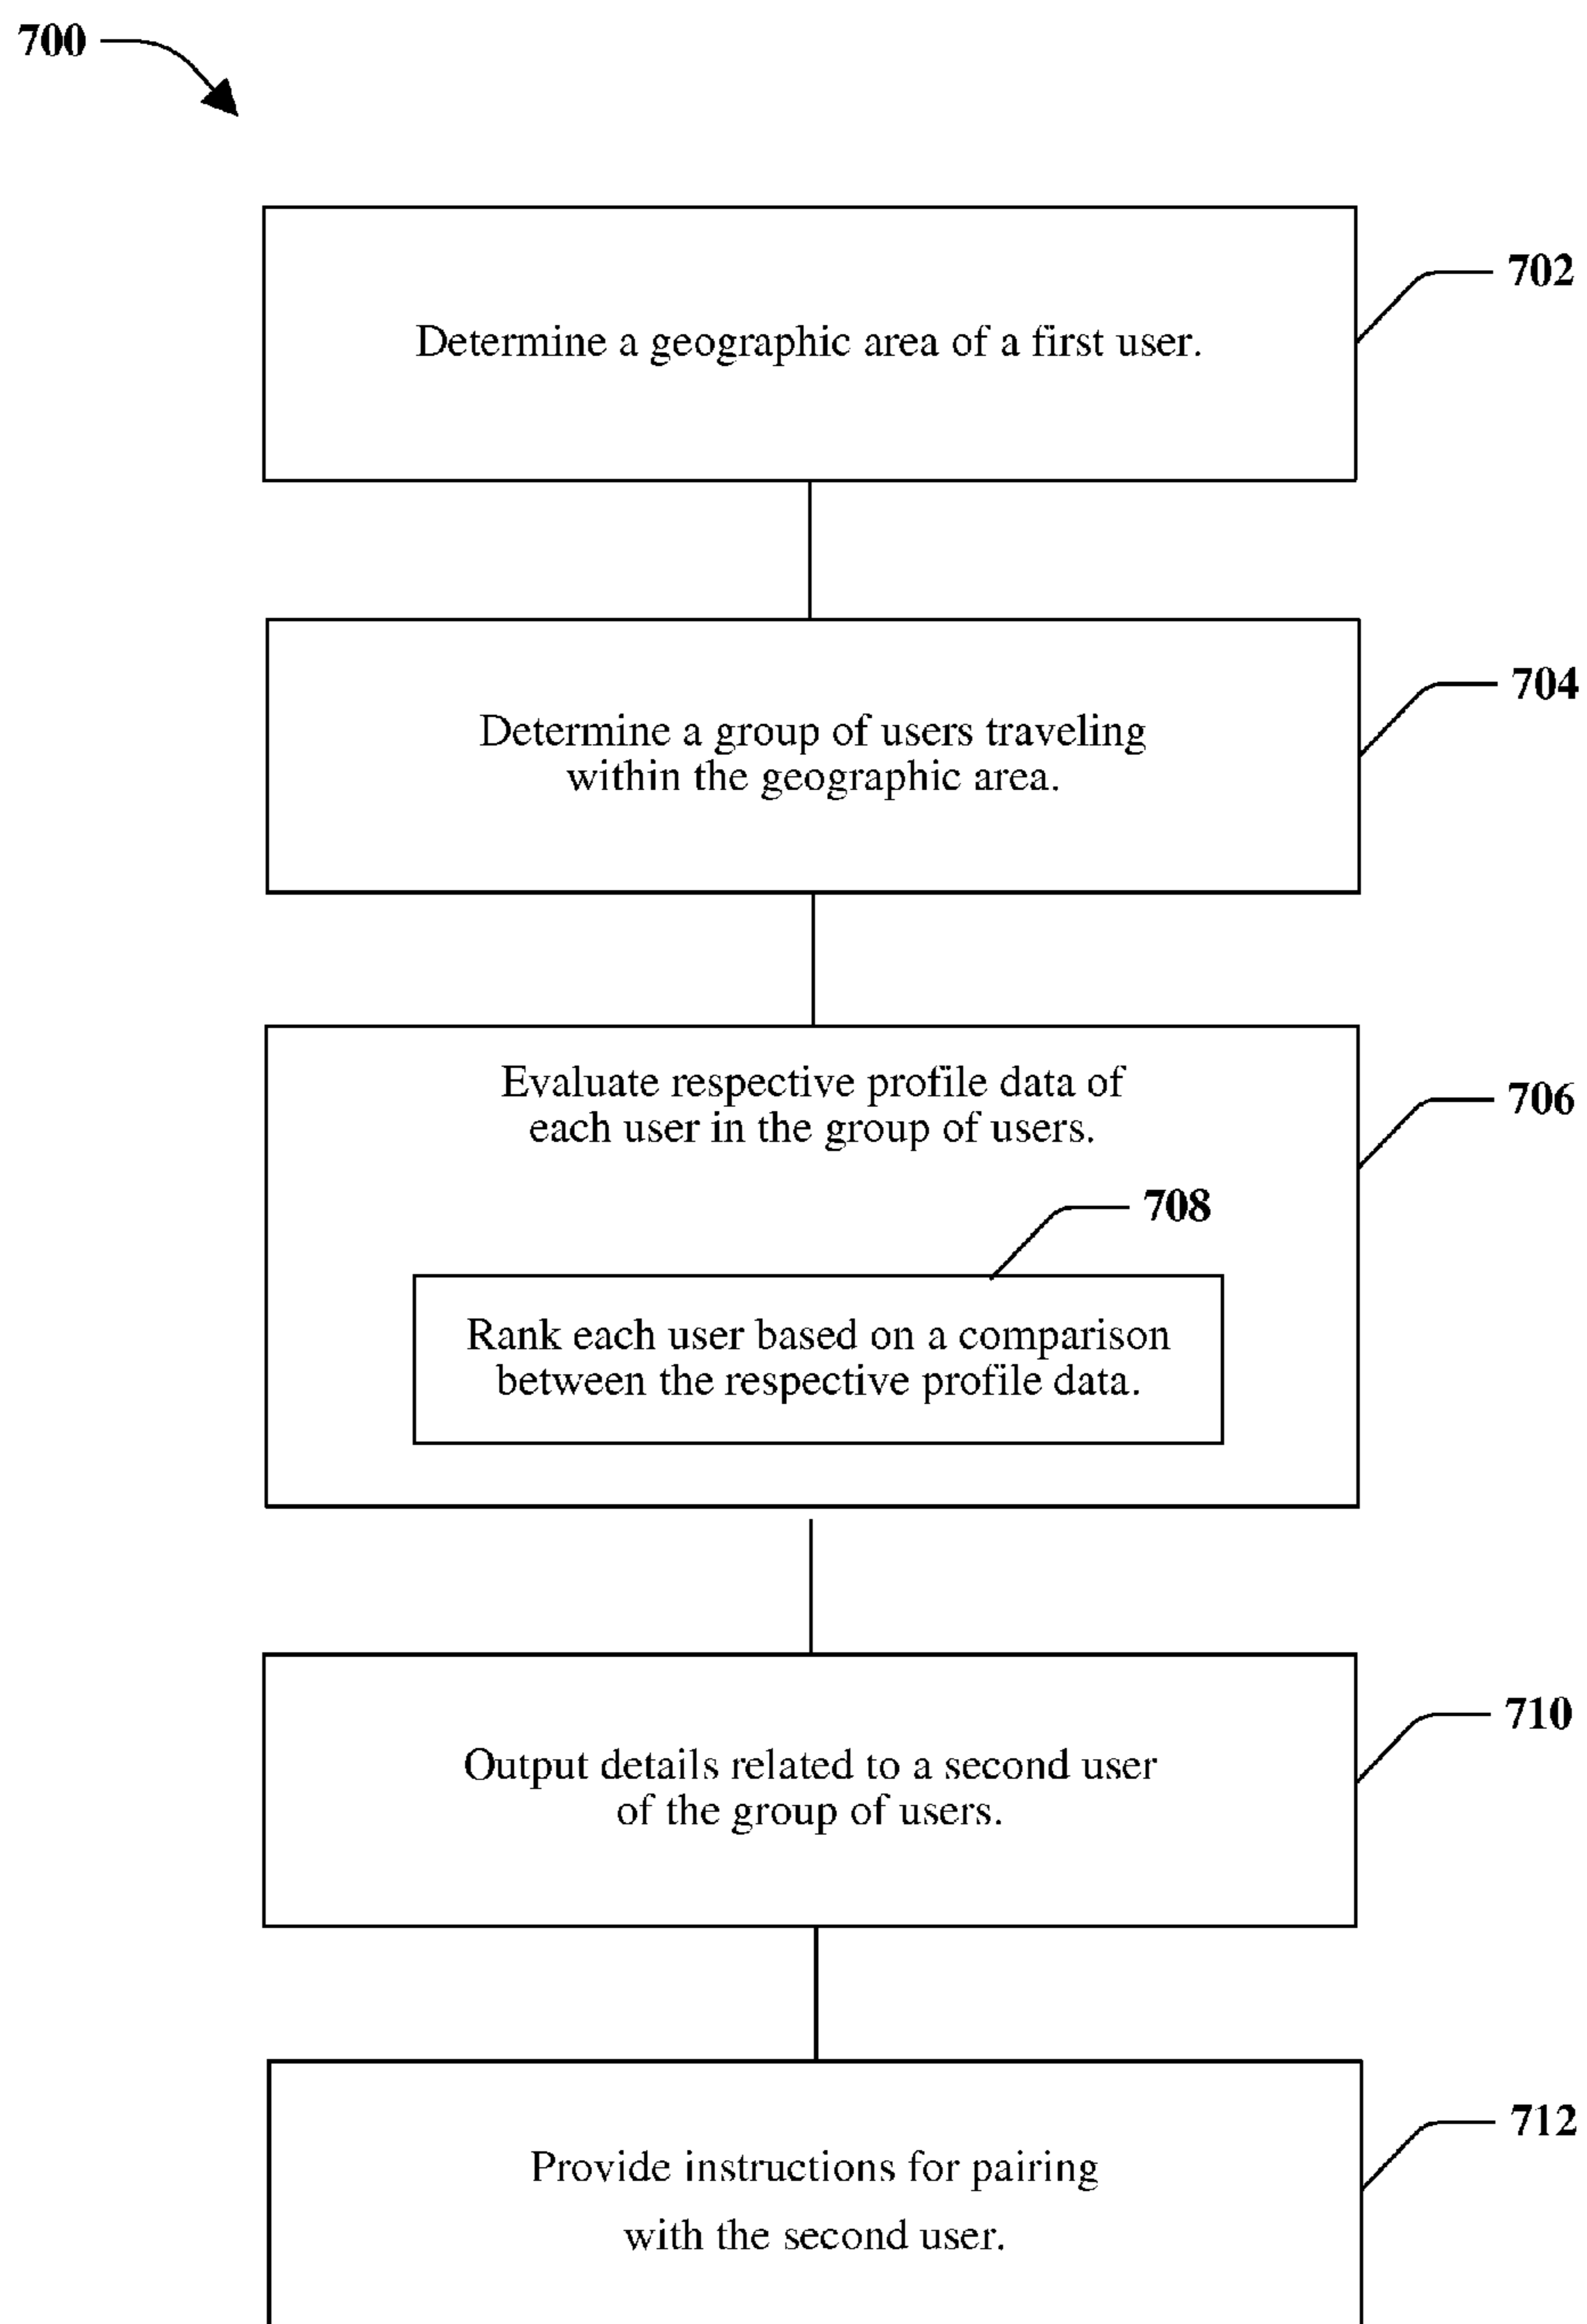 700
702
Determine a geographic area of a first user.
704
Determine a group of users traveling
within the geographic area.
706
Evaluate respective profile data of
each user in the group of users.
708
Rank each user based on a comparison
between the respective profile data.
710
Output details related to a second user
of the group of users.
712
Provide instructions for pairing
with the second user.